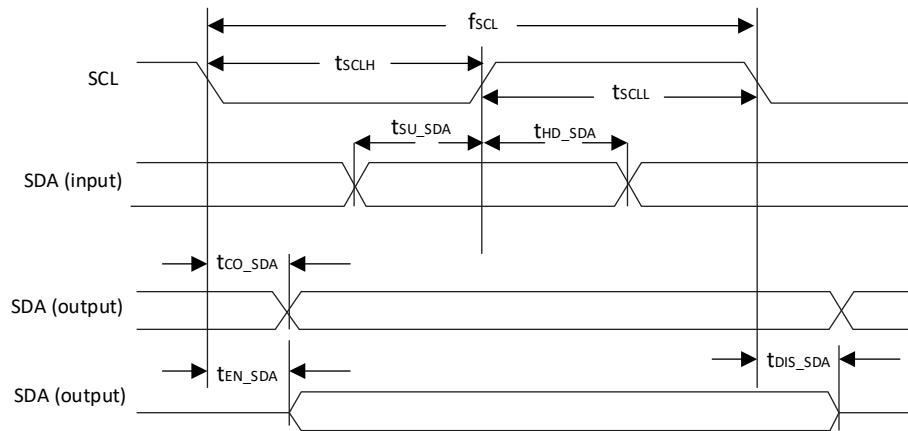 fSCL
tSCLH
SCL
tSCLL
tSU_SDA
tHD_SDA
SDA (input)
tCO_SDA
SDA (output)
tEN_SDA
tDIS_SDA
SDA (output)